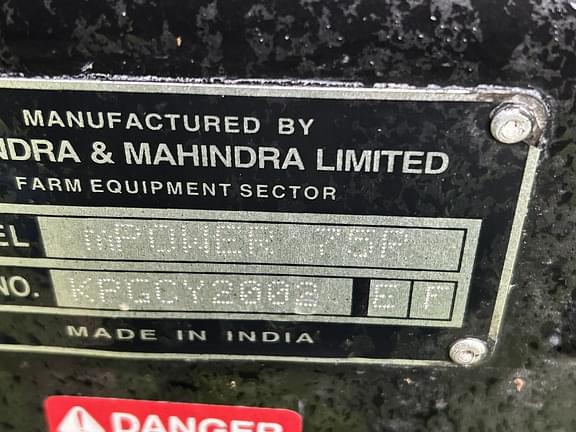 MANUFACTURED BY
NDRA & MAHINDRA LIMITED
FARM EQUIPMENT SECTOR
EL mPOWER 75P
NO. KPGCY2002 E F
MADE IN INDIA
DANGER